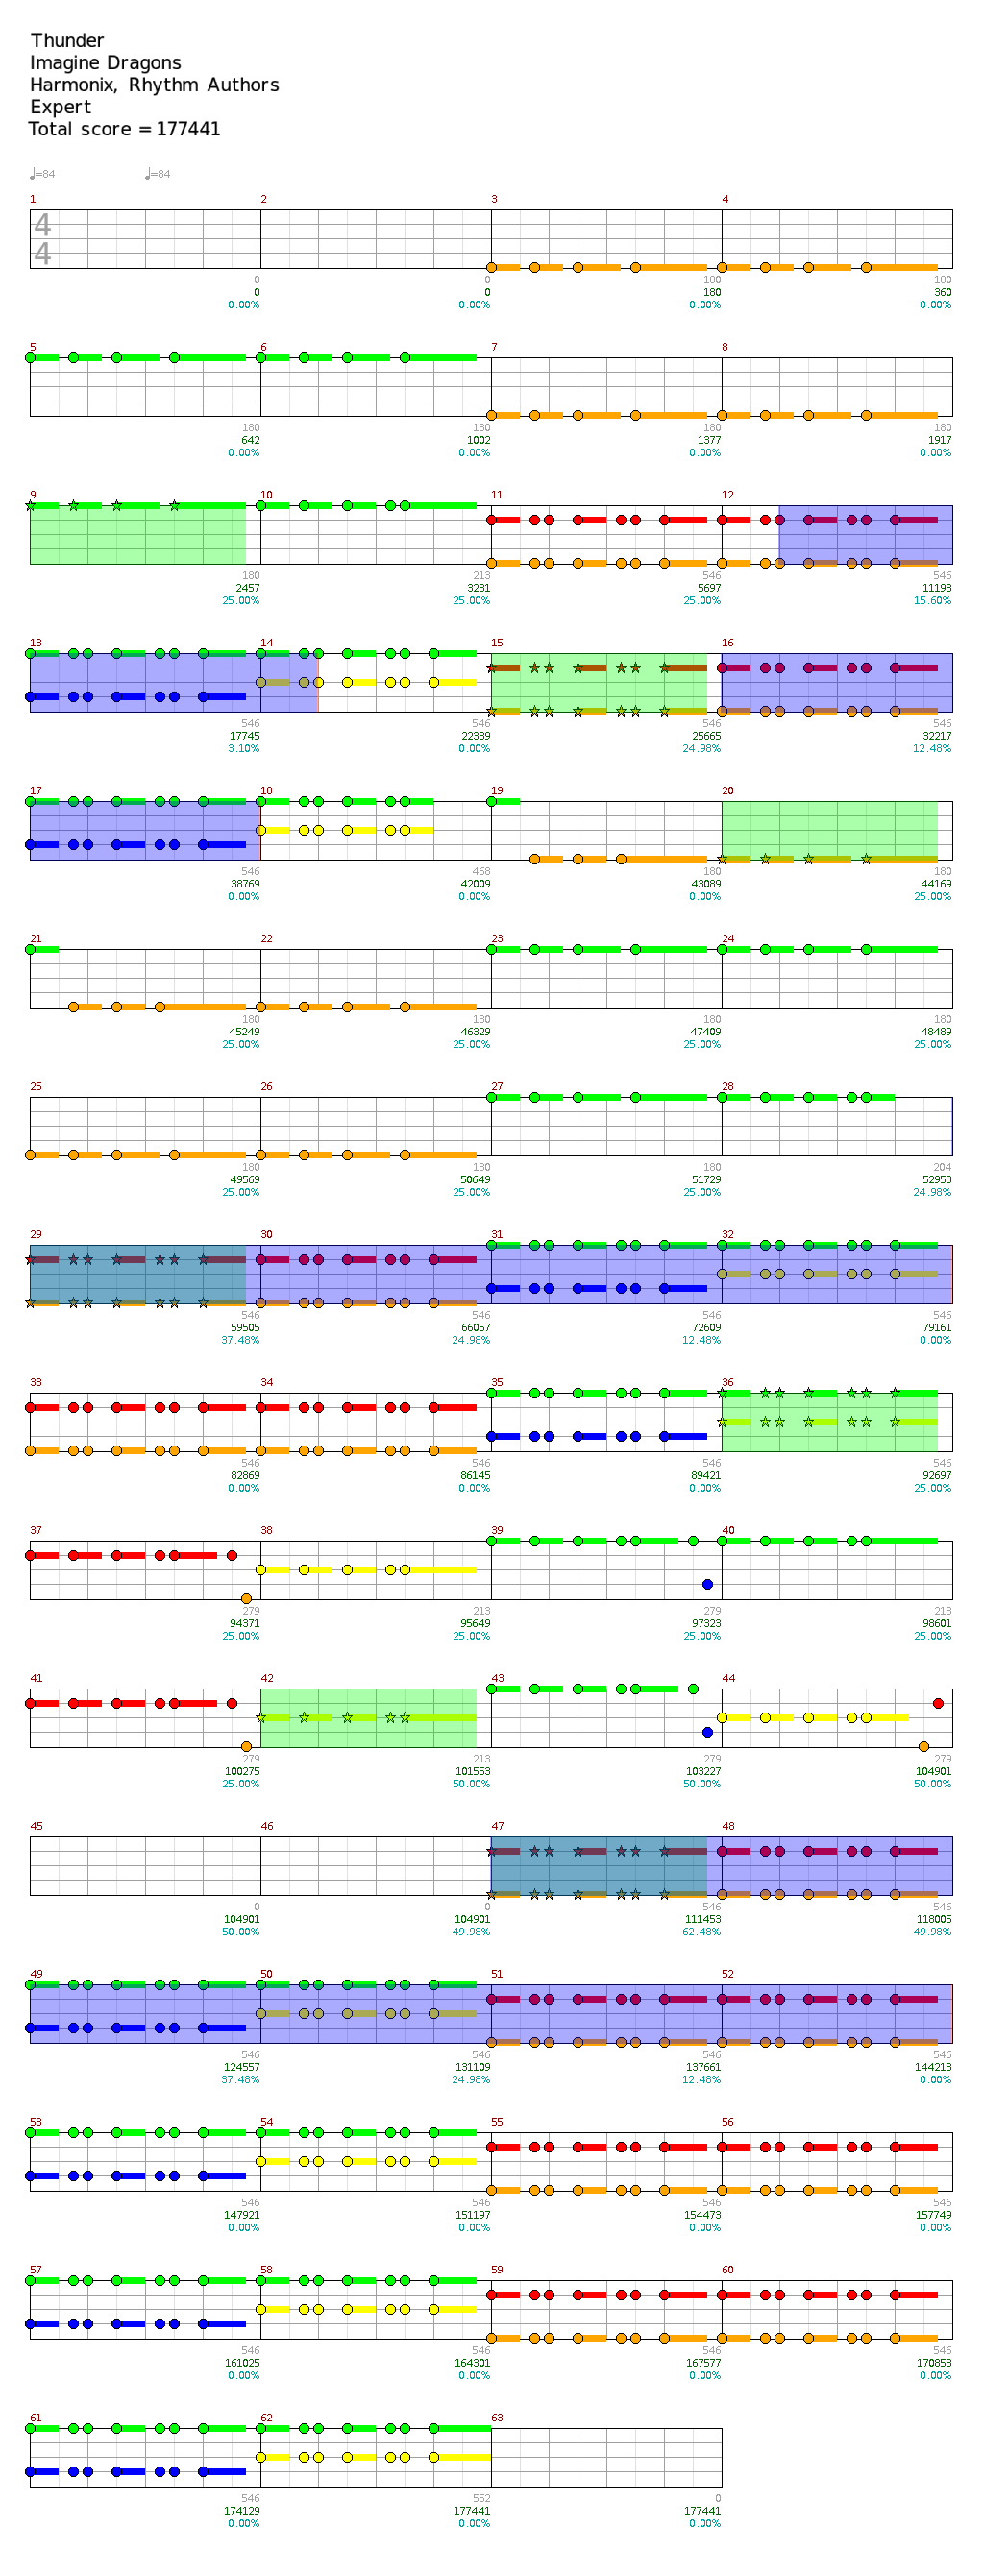 Thunder
Imagine Dragons
Harmonix, Rhythm Authors
Expert
Total score = 177441
♩=84 ♩=84
1 2 3 4
4
4
0 0 180 180
0 0 180 360
0.00% 0.00% 0.00% 0.00%
5 6 7 8
180 180 180 180
642 1002 1377 1917
0.00% 0.00% 0.00% 0.00%
9 10 11 12
180 213 546 546
2457 3231 5697 11193
25.00% 25.00% 25.00% 15.60%
13 14 15 16
546 546 546 546
17745 22389 25665 32217
3.10% 0.00% 24.98% 12.48%
17 18 19 20
546 468 180 180
38769 42009 43089 44169
0.00% 0.00% 0.00% 25.00%
21 22 23 24
180 180 180 180
45249 46329 47409 48489
25.00% 25.00% 25.00% 25.00%
25 26 27 28
180 180 180 204
49569 50649 51729 52953
25.00% 25.00% 25.00% 24.98%
29 30 31 32
546 546 546 546
59505 66057 72609 79161
37.48% 24.98% 12.48% 0.00%
33 34 35 36
546 546 546 546
82869 86145 89421 92697
0.00% 0.00% 0.00% 25.00%
37 38 39 40
279 213 279 213
94371 95649 97323 98601
25.00% 25.00% 25.00% 25.00%
41 42 43 44
279 213 279 279
100275 101553 103227 104901
25.00% 50.00% 50.00% 50.00%
45 46 47 48
0 0 546 546
104901 104901 111453 118005
50.00% 49.98% 62.48% 49.98%
49 50 51 52
546 546 546 546
124557 131109 137661 144213
37.48% 24.98% 12.48% 0.00%
53 54 55 56
546 546 546 546
147921 151197 154473 157749
0.00% 0.00% 0.00% 0.00%
57 58 59 60
546 546 546 546
161025 164301 167577 170853
0.00% 0.00% 0.00% 0.00%
61 62 63
546 552 0
174129 177441 177441
0.00% 0.00% 0.00%